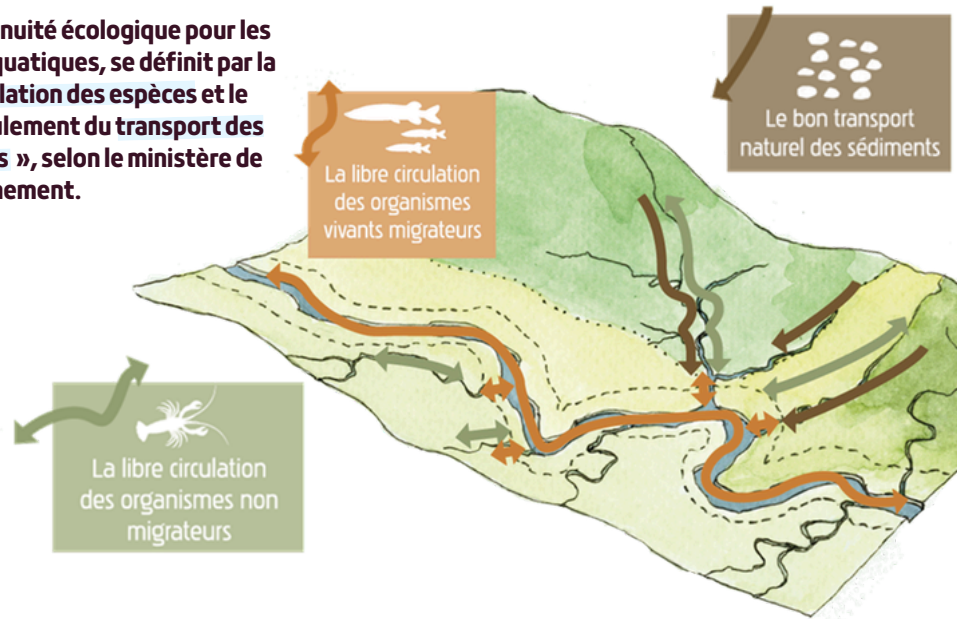 nuité écologique pour les
quatiques, se définit par la
lation des espèces et le
ulement du transport des
s », selon le ministère de
nement.
La libre circulation
des organismes
vivants migrateurs
Le bon transport
naturel des sédiments
La libre circulation
des organismes non
migrateurs